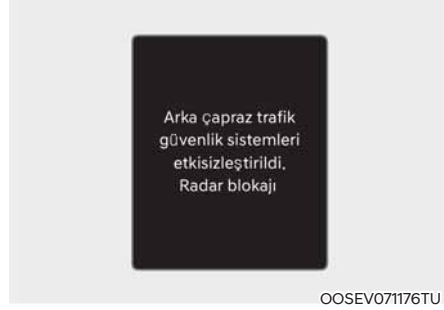 Arka çapraz trafik
güvenlik sistemleri
etkisizleştirildi.
Radar blokajı
OOSEV071176TU